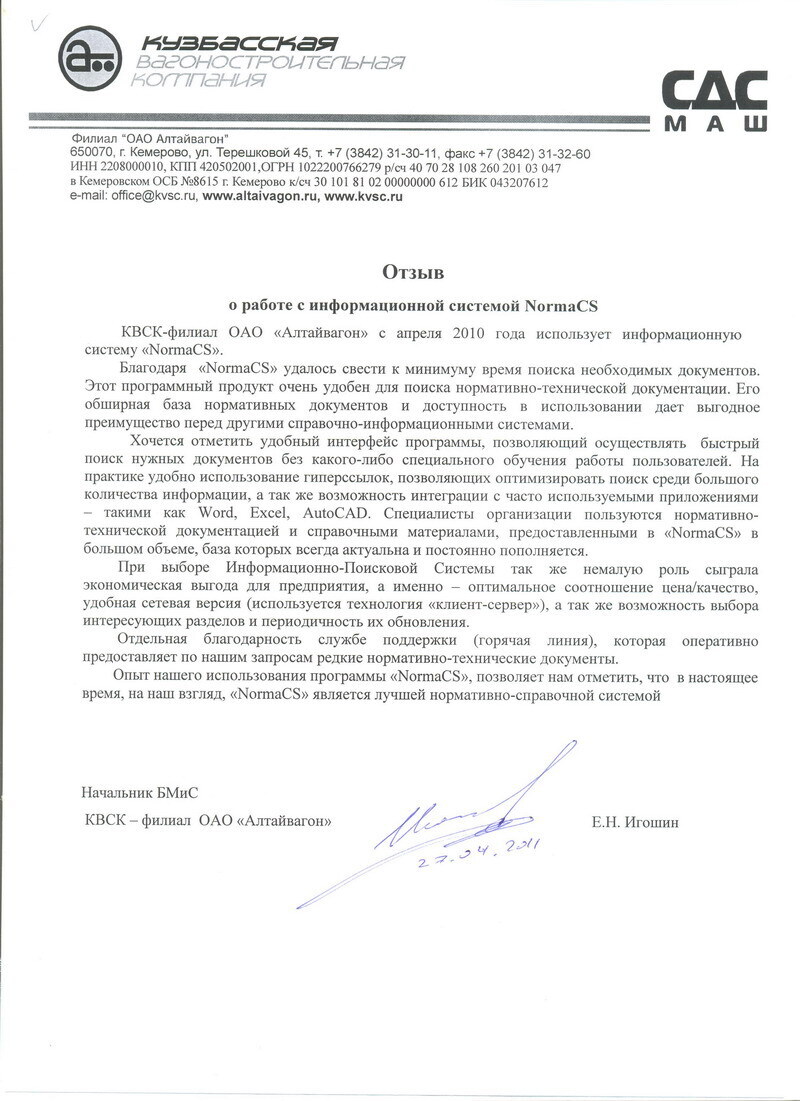 КУЗБАССКАЯ
ВАГОНОСТРОИТЕЛЬНАЯ
КОМПАНИЯ
СДС
МАШ
Филиал "ОАО Алтайвагон"
650070, г. Кемерово, ул. Терешковой 45, т. +7 (3842) 31-30-11, факс +7 (3842) 31-32-60
ИНН 2208000010, КПП 420502001,ОГРН 1022200766279 р/сч 40 70 28 108 260 201 03 047
в Кемеровском ОСБ №8615 г. Кемерово к/сч 30 101 81 02 00000000 612 БИК 043207612
e-mail: office@kvsc.ru, www.altaivagon.ru, www.kvsc.ru
Отзыв
о работе с информационной системой NormaCS
КВСК-филиал ОАО «Алтайвагон» с апреля 2010 года использует информационную
систему «NormaCS».
Благодаря «NormaCS» удалось свести к минимуму время поиска необходимых документов.
Этот программный продукт очень удобен для поиска нормативно-технической документации. Его
обширная база нормативных документов и доступность в использовании дает выгодное
преимущество перед другими справочно-информационными системами.
Хочется отметить удобный интерфейс программы, позволяющий осуществлять быстрый
поиск нужных документов без какого-либо специального обучения работы пользователей. На
практике удобно использование гиперссылок, позволяющих оптимизировать поиск среди большого
количества информации, а так же возможность интеграции с часто используемыми приложениями
– такими как Word, Excel, AutoCAD. Специалисты организации пользуются нормативно-
технической документацией и справочными материалами, предоставленными в «NormaCS» в
большом объеме, база которых всегда актуальна и постоянно пополняется.
При выборе Информационно-Поисковой Системы так же немалую роль сыграла
экономическая выгода для предприятия, а именно – оптимальное соотношение цена/качество,
удобная сетевая версия (используется технология «клиент-сервер»), а так же возможность выбора
интересующих разделов и периодичность их обновления.
Отдельная благодарность службе поддержки (горячая линия), которая оперативно
предоставляет по нашим запросам редкие нормативно-технические документы.
Опыт нашего использования программы «NormaCS», позволяет нам отметить, что в настоящее
время, на наш взгляд, «NormaCS» является лучшей нормативно-справочной системой
Начальник БМиС
КВСК – филиал ОАО «Алтайвагон»
Е.Н. Игошин
27.04.2011